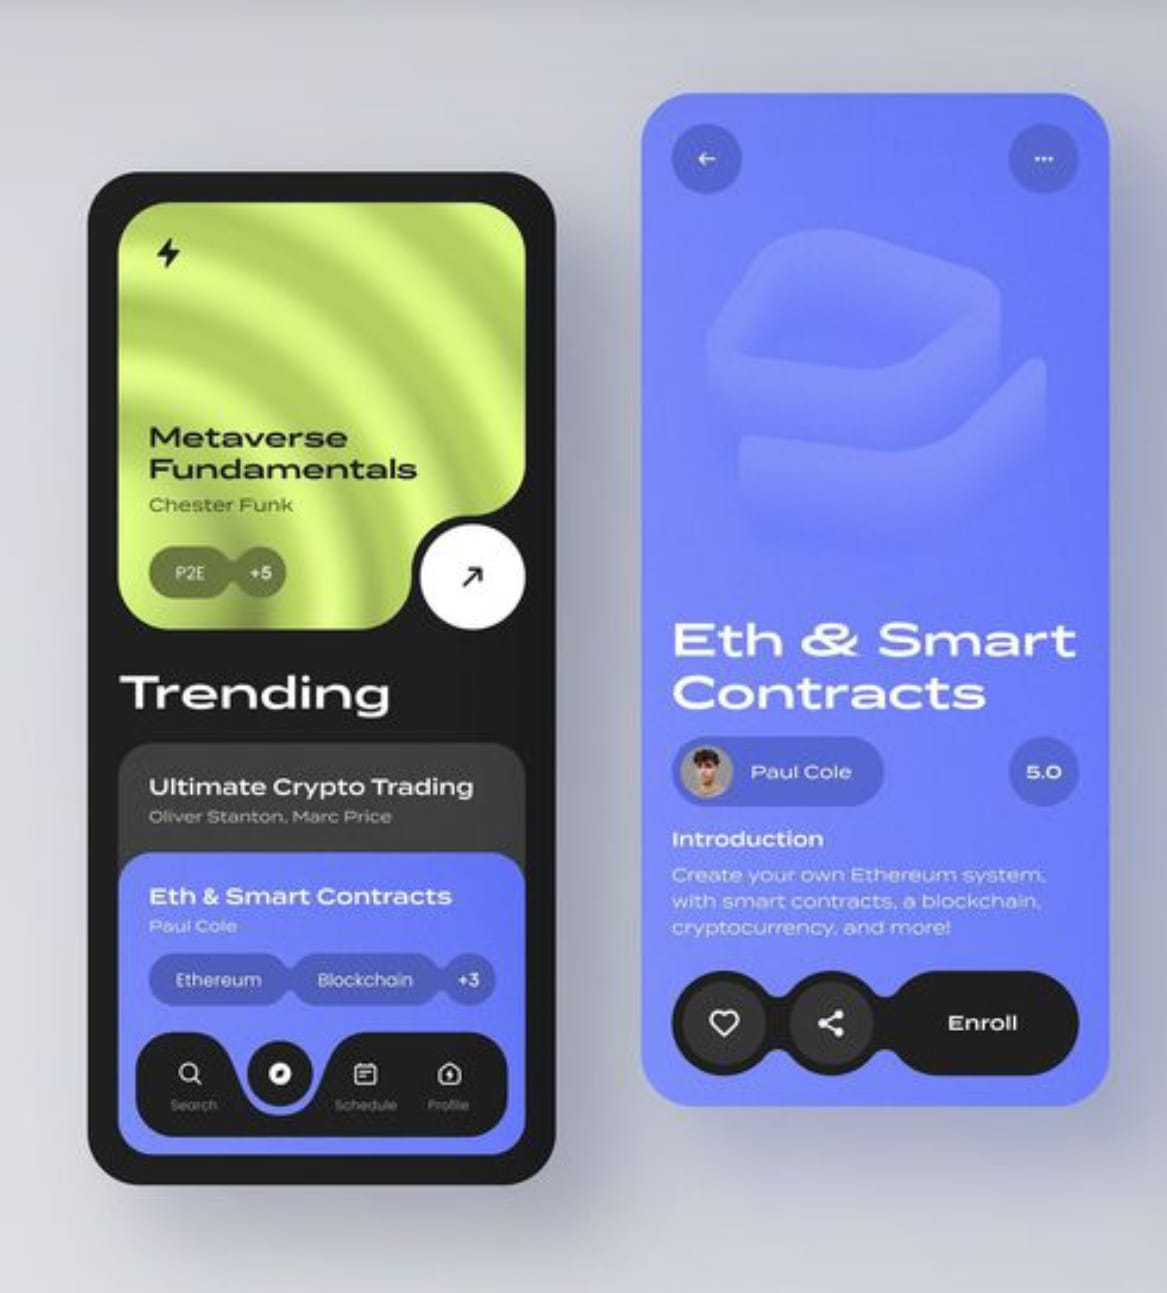 Metaverse
Fundamentals
Chester Funk
P2E +5
Trending
Ultimate Crypto Trading
Oliver Stanton, Marc Price
Eth & Smart Contracts
Paul Cole
Ethereum Blockchain +3
Search Schedule Profile
Eth & Smart
Contracts
Paul Cole 5.0
Introduction
Create your own Ethereum system,
with smart contracts, a blockchain,
cryptocurrency, and more!
Enroll